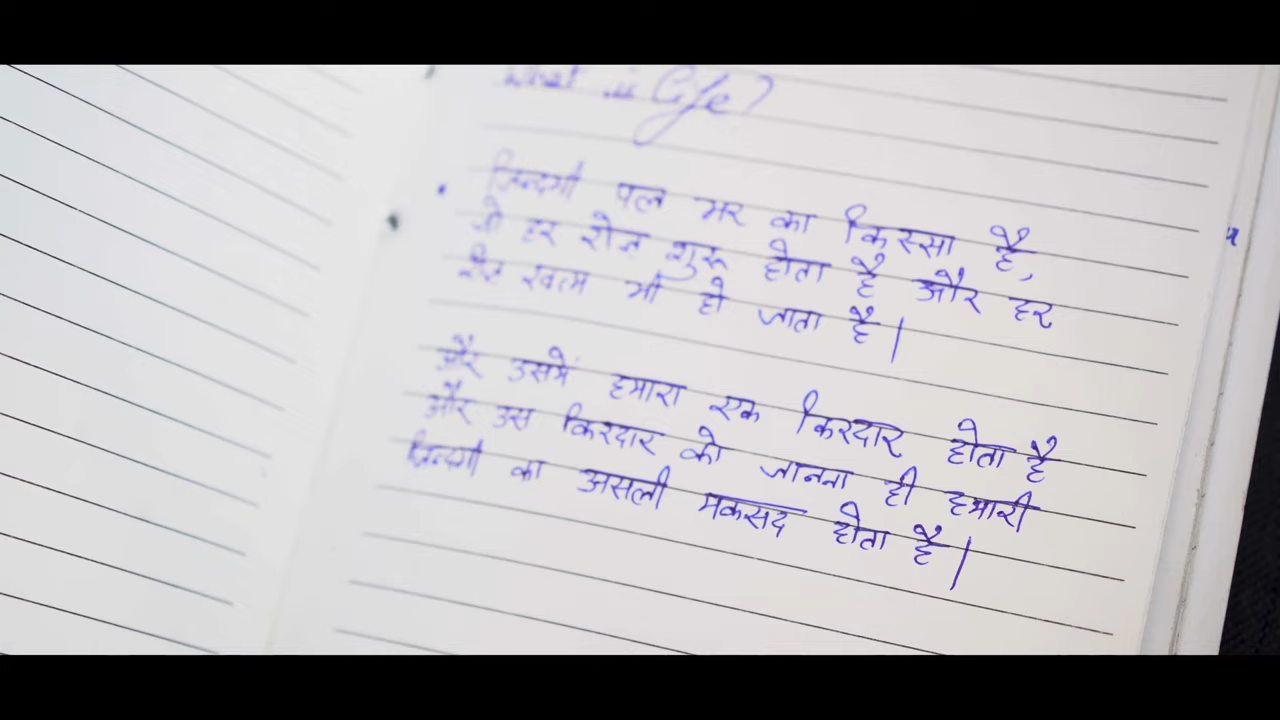 What is life?
जिन्दगी पल भर का किस्सा है,
जो हर रोज शुरू होता है और हर
रोज खत्म भी हो जाता है।
और उसमें हमारा एक किरदार होता है
और उस किरदार को जानना ही हमारी
जिन्दगी का असली मकसद होता है।